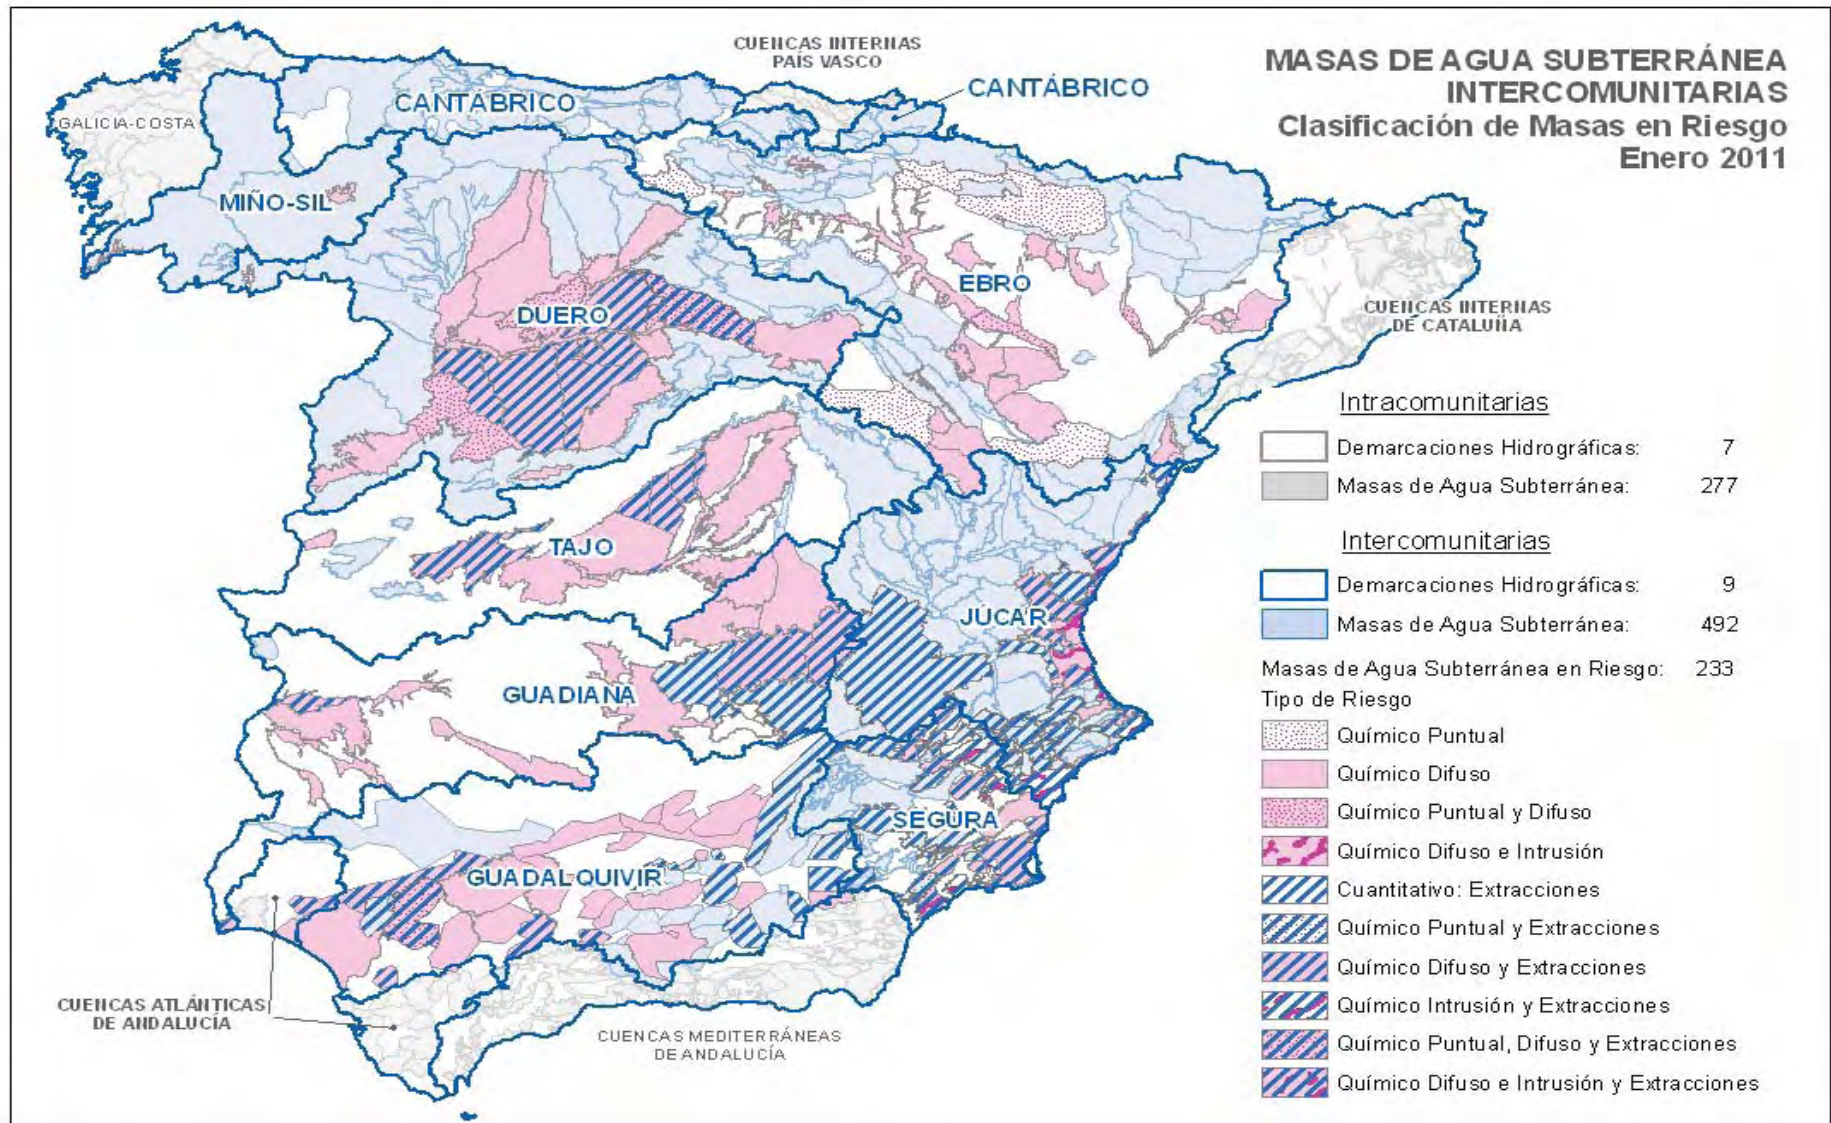 MASAS DE AGUA SUBTERRÁNEA
INTERCOMUNITARIAS
Clasificación de Masas en Riesgo
Enero 2011
CUENCAS INTERNAS
PAÍS VASCO
CANTÁBRICO
CANTÁBRICO
GALICIA-COSTA
MIÑO-SIL
DUERO
EBRO
CUENCAS INTERNAS
DE CATALUÑA
TAJO
JÚCAR
GUADIANA
SEGURA
GUADALQUIVIR
CUENCAS ATLÁNTICAS
DE ANDALUCÍA
CUENCAS MEDITERRÁNEAS
DE ANDALUCÍA
Intracomunitarias
Demarcaciones Hidrográficas: 7
Masas de Agua Subterránea: 277
Intercomunitarias
Demarcaciones Hidrográficas: 9
Masas de Agua Subterránea: 492
Masas de Agua Subterránea en Riesgo: 233
Tipo de Riesgo
Químico Puntual
Químico Difuso
Químico Puntual y Difuso
Químico Difuso e Intrusión
Cuantitativo: Extracciones
Químico Puntual y Extracciones
Químico Difuso y Extracciones
Químico Intrusión y Extracciones
Químico Puntual, Difuso y Extracciones
Químico Difuso e Intrusión y Extracciones